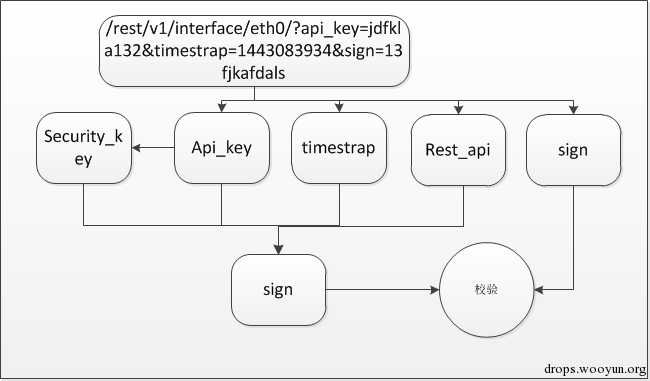 /rest/v1/interface/eth0/?api_key=jdfkl
a132&timestrap=1443083934&sign=13
fjkafdals
Security_k
ey
Api_key
timestrap
Rest_api
sign
sign
校验
drops.wooyun.org